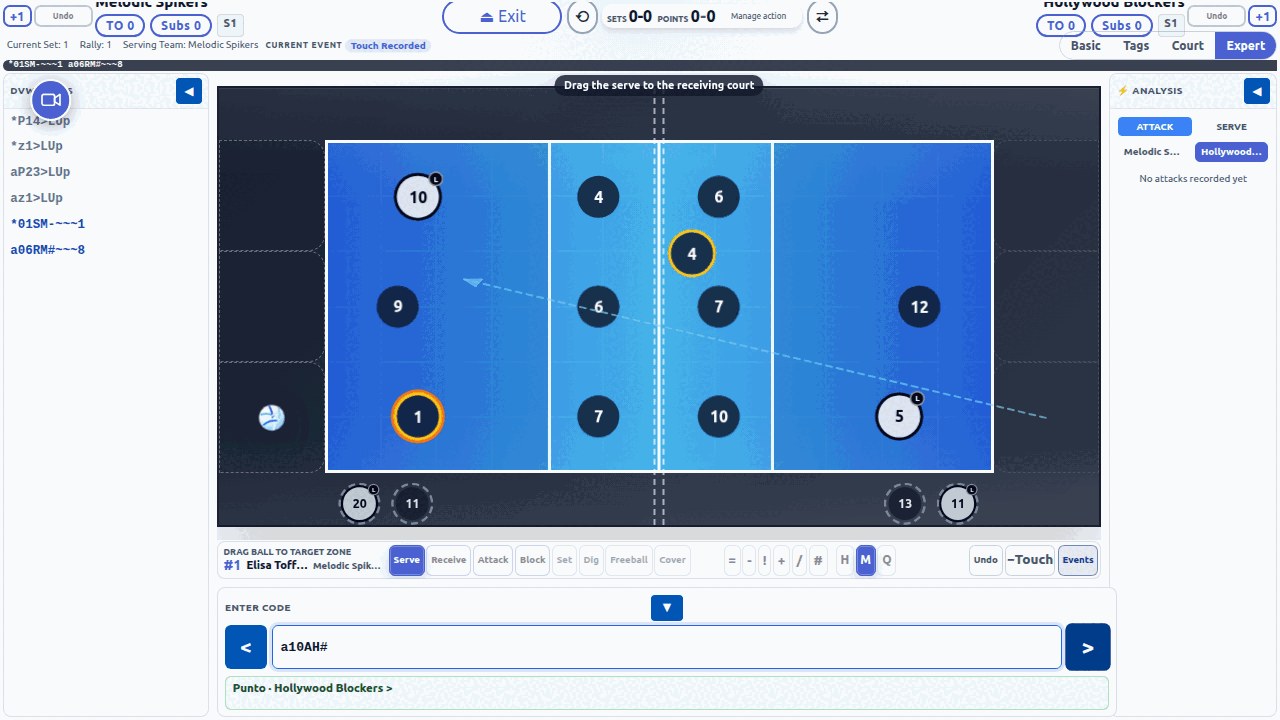 +1
Undo
Melodic Spikers
TO 0
Subs 0
S1
⏏ Exit
SETS 0-0 POINTS 0-0
Manage action
Hollywood Blockers
TO 0
Subs 0
S1
Undo
+1
Current Set: 1 Rally: 1 Serving Team: Melodic Spikers CURRENT EVENT Touch Recorded
Basic
Tags
Court
Expert
*01SM-~~~1 a06RM#~~~8
*P14>LUp
*z1>LUp
aP23>LUp
az1>LUp
*01SM-~~~1
a06RM#~~~8
Drag the serve to the receiving court
10
L
4
6
4
9
6
7
12
1
7
10
5
L
20
L
11
13
11
L
⚡ ANALYSIS
ATTACK
SERVE
Melodic S...
Hollywood...
No attacks recorded yet
DRAG BALL TO TARGET ZONE
#1 Elisa Toff... Melodic Spik...
Serve
Receive
Attack
Block
Set
Dig
Freeball
Cover
=
-
!
+
/
#
H
M
Q
Undo
−Touch
Events
ENTER CODE
<
a10AH#
>
Punto · Hollywood Blockers >